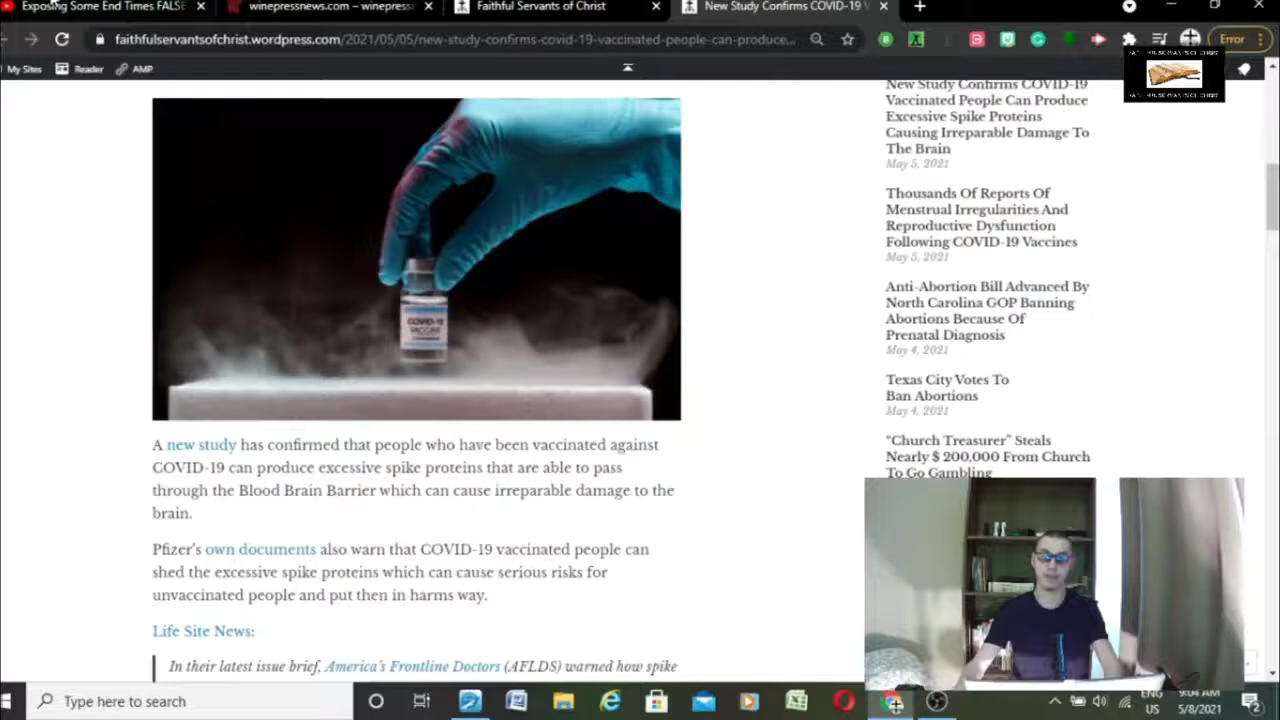 Exposing Some End Times FALSE
winepressnews.com – winepress
Faithful Servants of Christ
New Study Confirms COVID-19 V
faithfulservantsofchrist.wordpress.com/2021/05/05/new-study-confirms-covid-19-vaccinated-people-can-produce...
Error
My Sites
Reader
AMP
New Study Confirms COVID-19
Vaccinated People Can Produce
Excessive Spike Proteins
Causing Irreparable Damage To
The Brain
May 5, 2021
Thousands Of Reports Of
Menstrual Irregularities And
Reproductive Dysfunction
Following COVID-19 Vaccines
May 5, 2021
Anti-Abortion Bill Advanced By
North Carolina GOP Banning
Abortions Because Of
Prenatal Diagnosis
May 4, 2021
Texas City Votes To
Ban Abortions
May 4, 2021
“Church Treasurer” Steals
Nearly $ 200,000 From Church
To Go Gambling
COVID-19
VACCINE
A new study has confirmed that people who have been vaccinated against
COVID-19 can produce excessive spike proteins that are able to pass
through the Blood Brain Barrier which can cause irreparable damage to the
brain.
Pfizer’s own documents also warn that COVID-19 vaccinated people can
shed the excessive spike proteins which can cause serious risks for
unvaccinated people and put then in harms way.
Life Site News:
In their latest issue brief, America’s Frontline Doctors (AFLDS) warned how spike
Type here to search
ENG
US
9:04 AM
5/8/2021
2